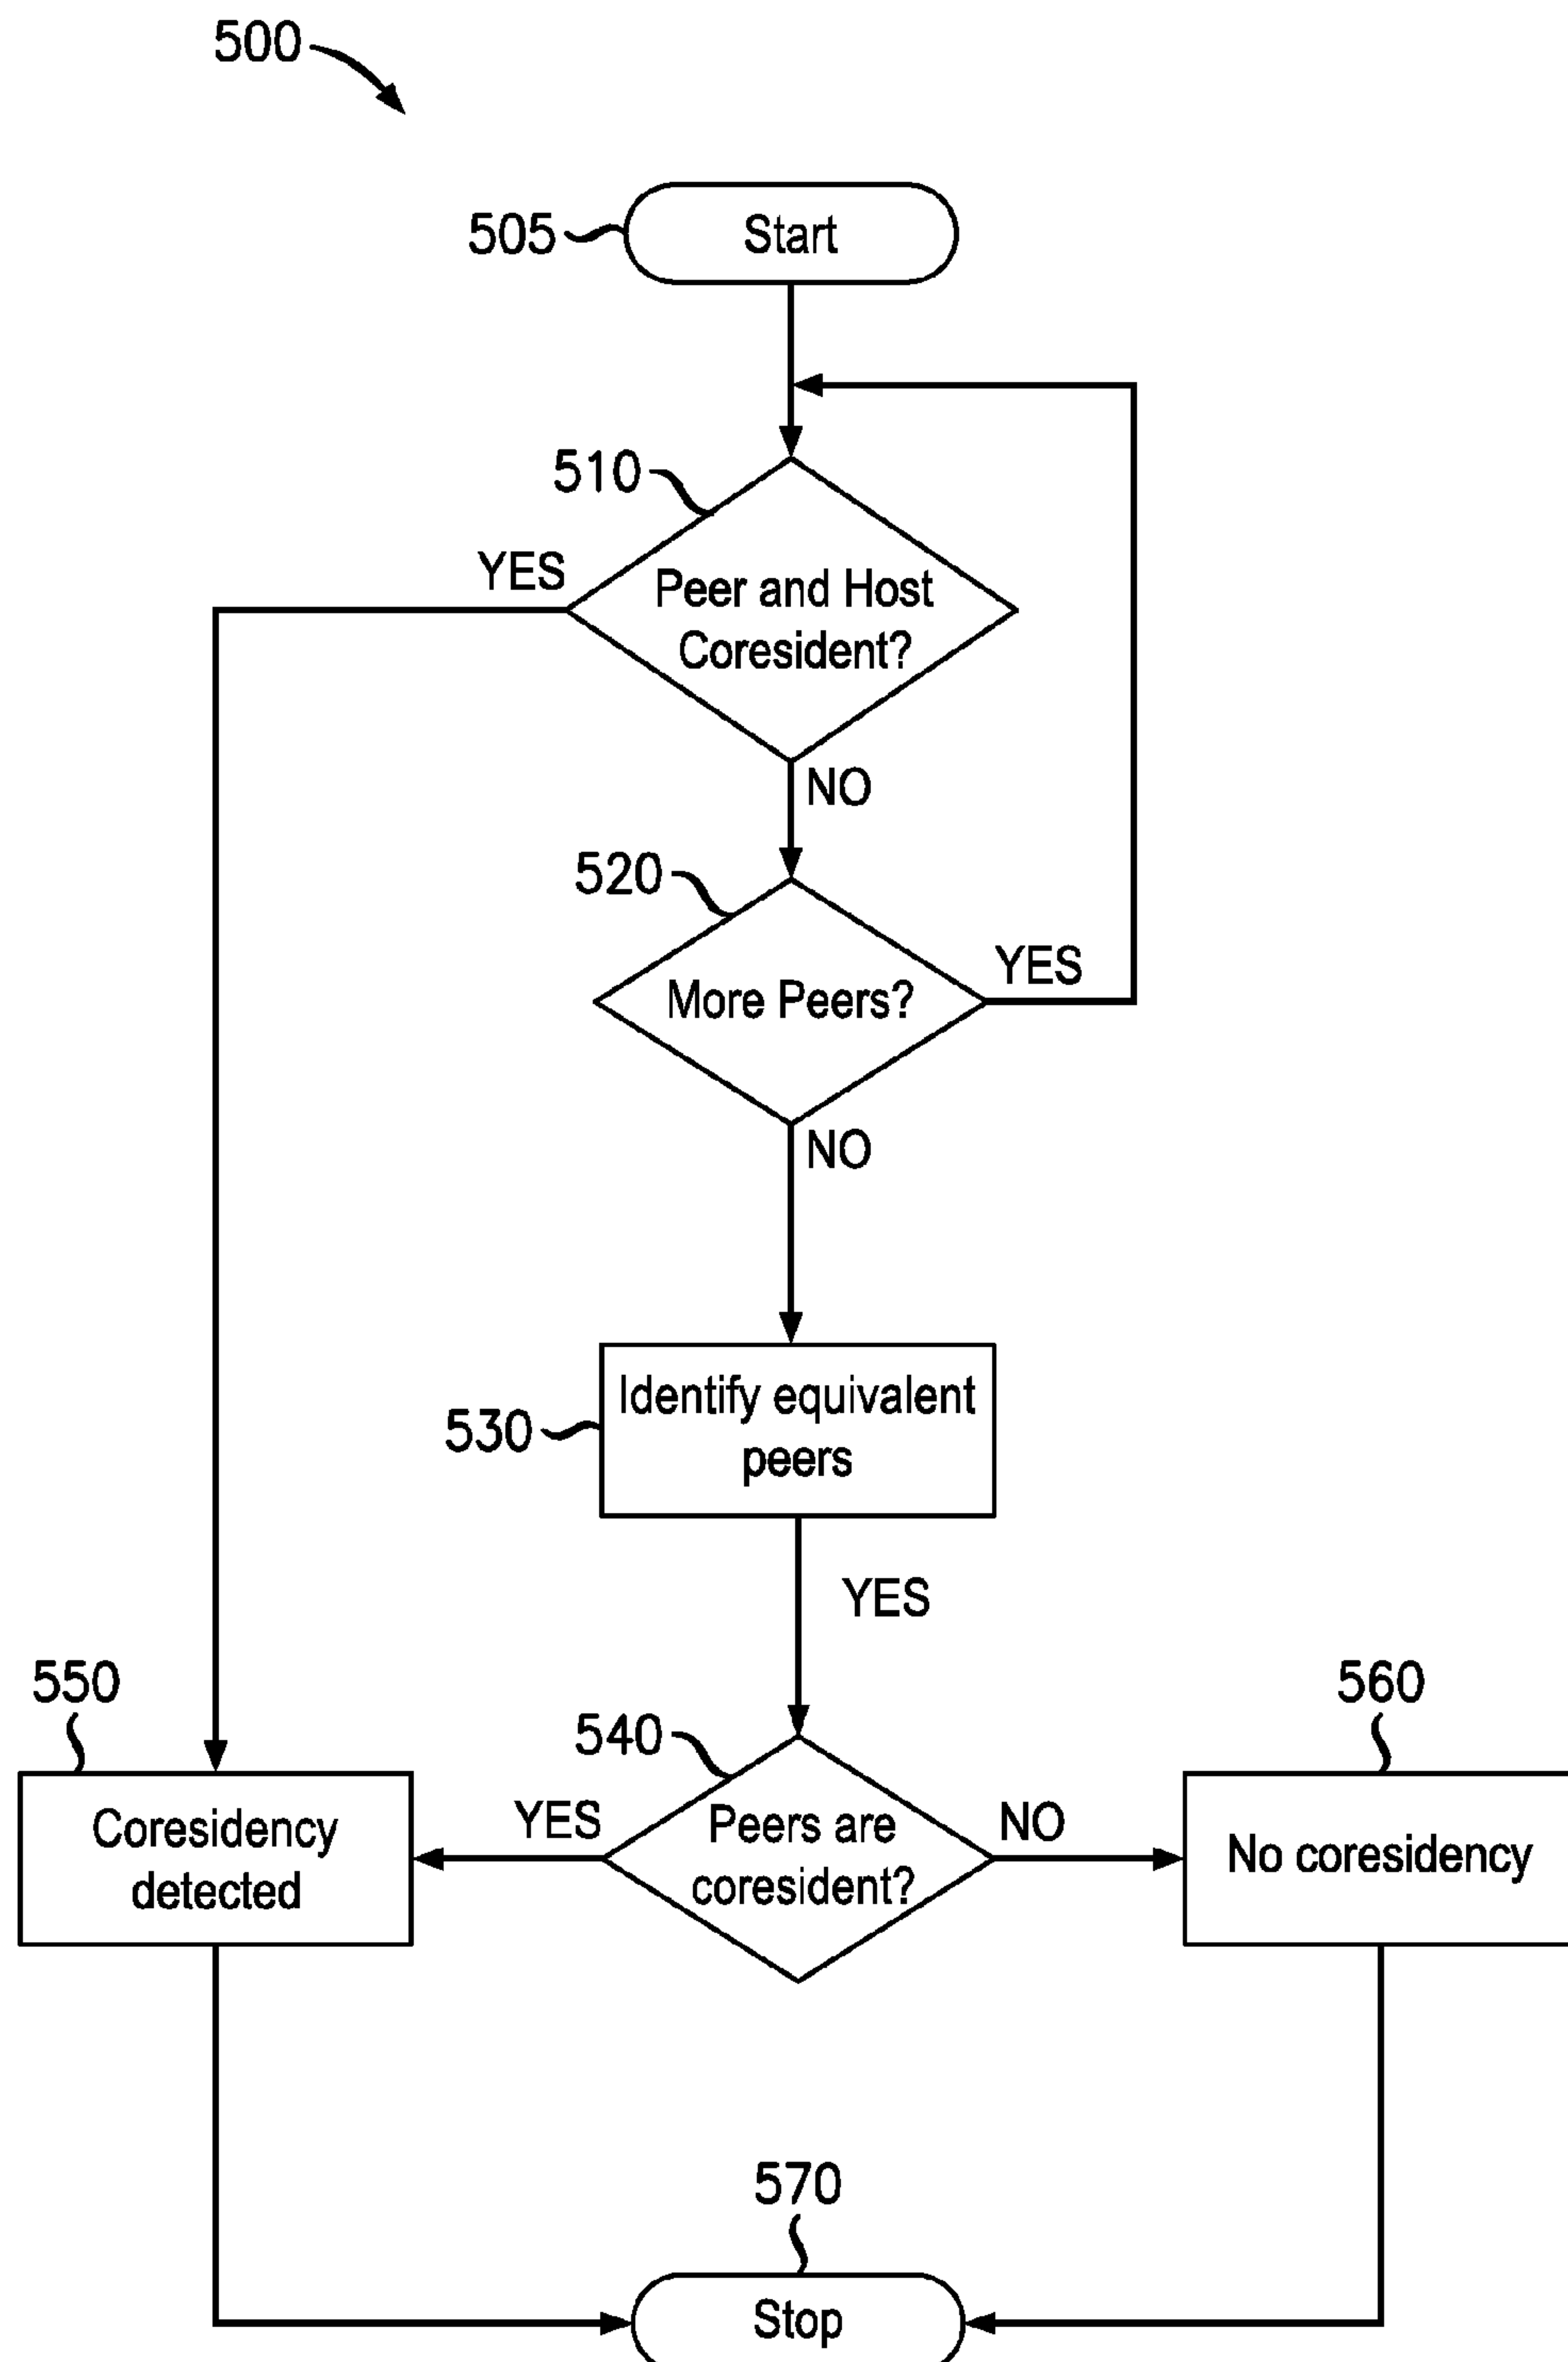 500
505
Start
510
YES
Peer and Host
Coresident?
NO
520
YES
More Peers?
NO
Identify equivalent
peers
530
YES
550
560
540
YES
Peers are
coresident?
NO
Coresidency
detected
No coresidency
570
Stop